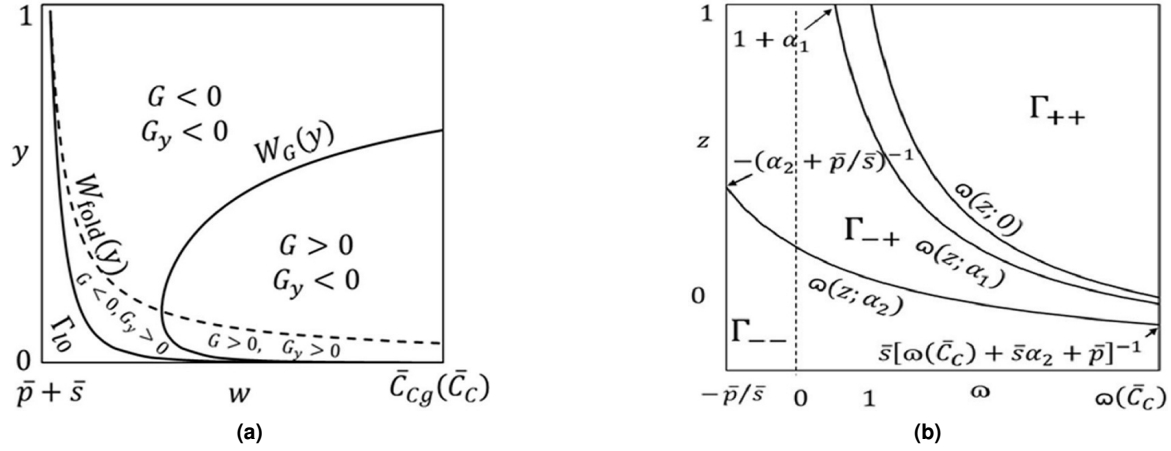 1
y
0
G < 0
G_y < 0
W_G(y)
W_fold(y)
G > 0
G_y < 0
G < 0, G_y > 0
G > 0, G_y > 0
Γ_10
p̄ + s̄
w
C̄_Cg(C̄_C)
(a)
1
z
0
1 + α_1
Γ_++
−(α_2 + p̄/s̄)^−1
ϖ(z; 0)
Γ_−+
ϖ(z; α_1)
ϖ(z; α_2)
Γ_−−
s̄[ϖ(C̄_C) + s̄α_2 + p̄]^−1
−p̄/s̄
0
1
ϖ
ϖ(C̄_C)
(b)